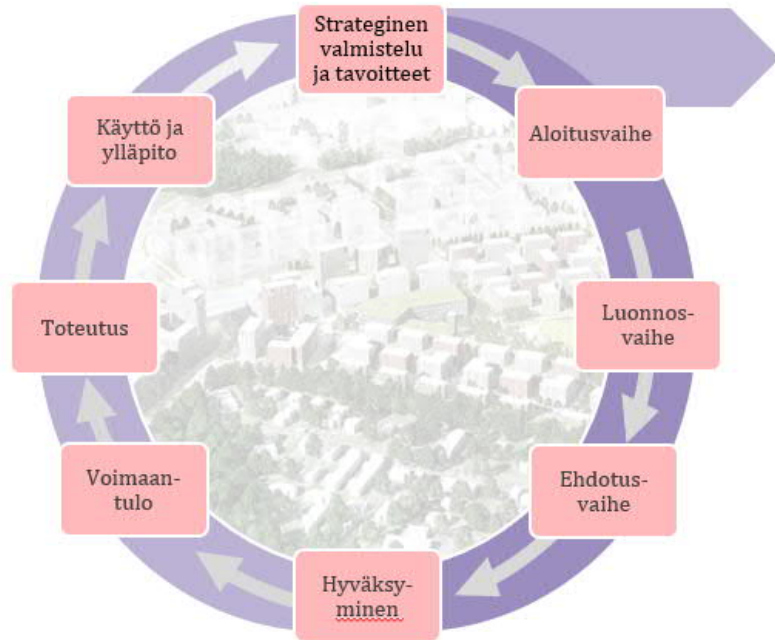 Strateginen
valmistelu
ja tavoitteet
Aloitusvaihe
Luonnos-
vaihe
Ehdotus-
vaihe
Hyväksy-
minen
Voimaan-
tulo
Toteutus
Käyttö ja
ylläpito